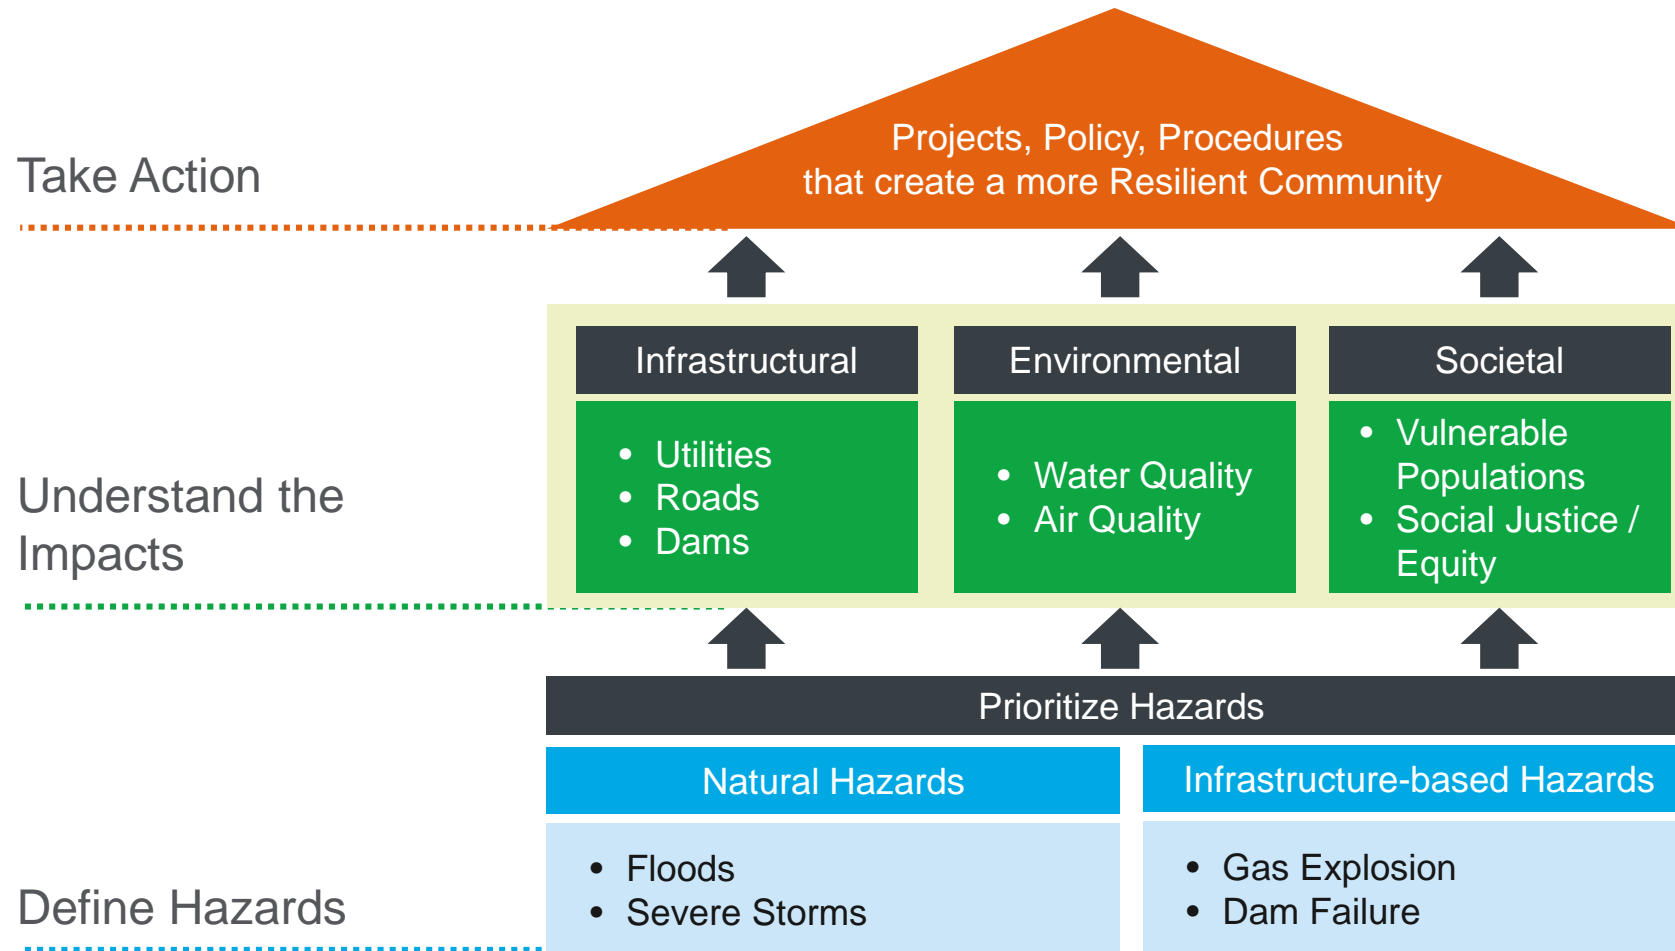 Projects, Policy, Procedures
that create a more Resilient Community
Take Action
Infrastructural
Environmental
Societal
• Utilities
• Roads
• Dams
• Water Quality
• Air Quality
• Vulnerable
Populations
• Social Justice /
Equity
Understand the
Impacts
Prioritize Hazards
Natural Hazards
Infrastructure-based Hazards
• Floods
• Severe Storms
• Gas Explosion
• Dam Failure
Define Hazards